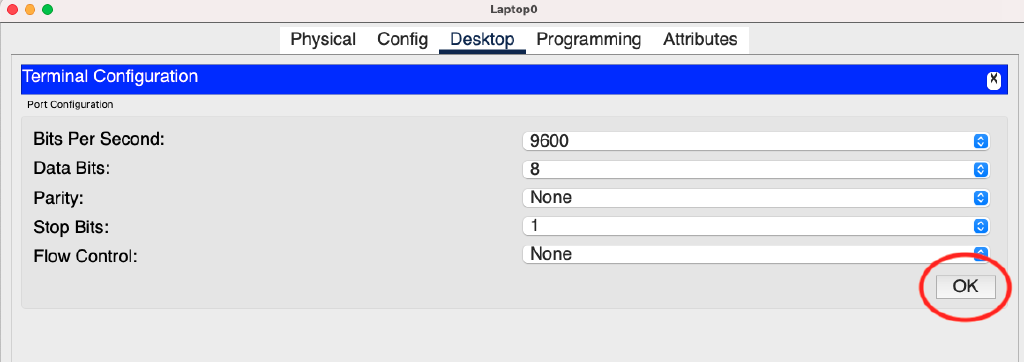 Laptop0
Physical Config Desktop Programming Attributes
Terminal Configuration X
Port Configuration
Bits Per Second: 9600
Data Bits: 8
Parity: None
Stop Bits: 1
Flow Control: None
OK